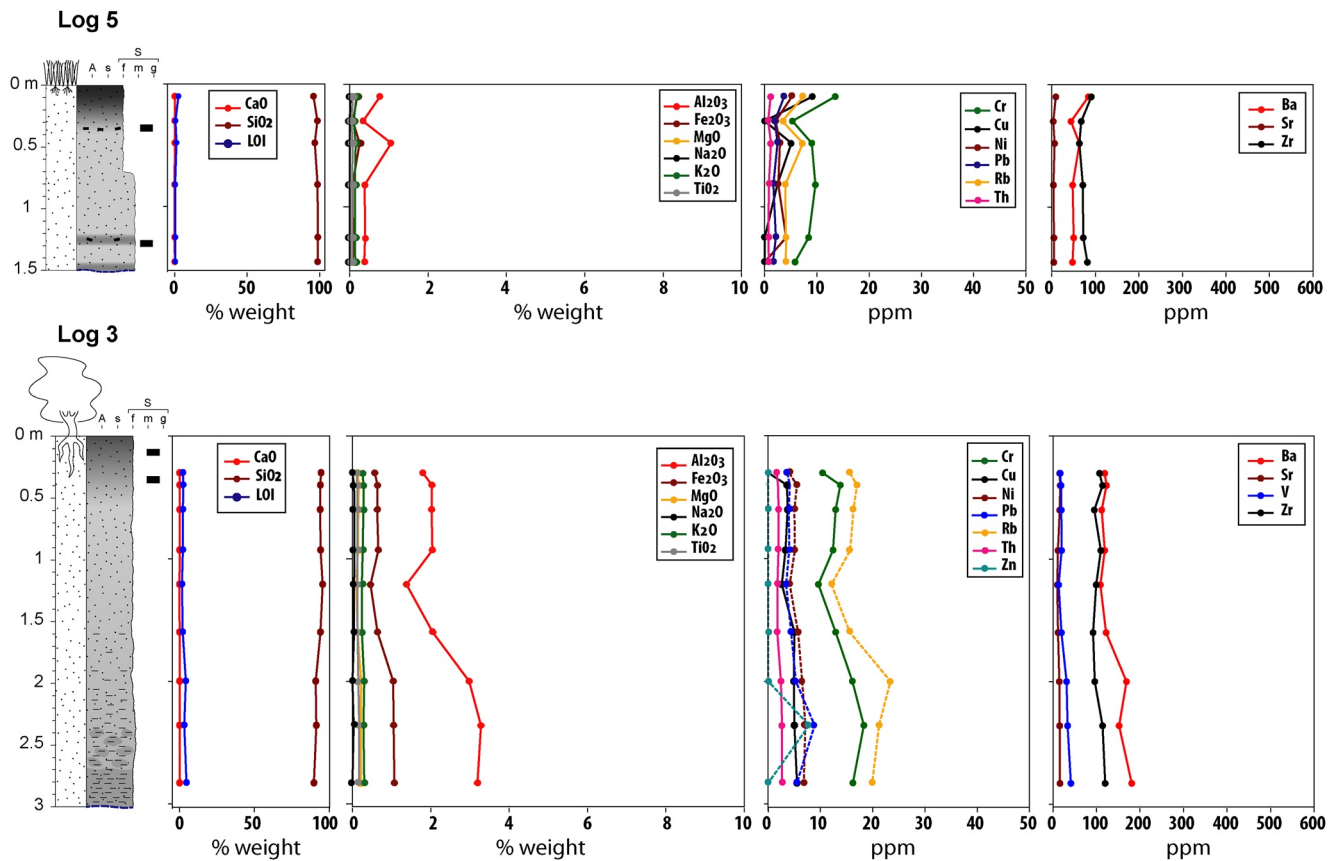 Log 5
S
A s f m g
0 m
0.5
1
1.5
CaO
SiO2
LOI
0 50 100
% weight
Al2O3
Fe2O3
MgO
Na2O
K2O
TiO2
0 2 4 6 8 10
% weight
Cr
Cu
Ni
Pb
Rb
Th
0 10 20 30 40 50
ppm
Ba
Sr
Zr
0 100 200 300 400 500 600
ppm
Log 3
S
A s f m g
0 m
0.5
1
1.5
2
2.5
3
CaO
SiO2
LOI
0 50 100
% weight
Al2O3
Fe2O3
MgO
Na2O
K2O
TiO2
0 2 4 6 8 10
% weight
Cr
Cu
Ni
Pb
Rb
Th
Zn
0 10 20 30 40 50
ppm
Ba
Sr
V
Zr
0 100 200 300 400 500 600
ppm